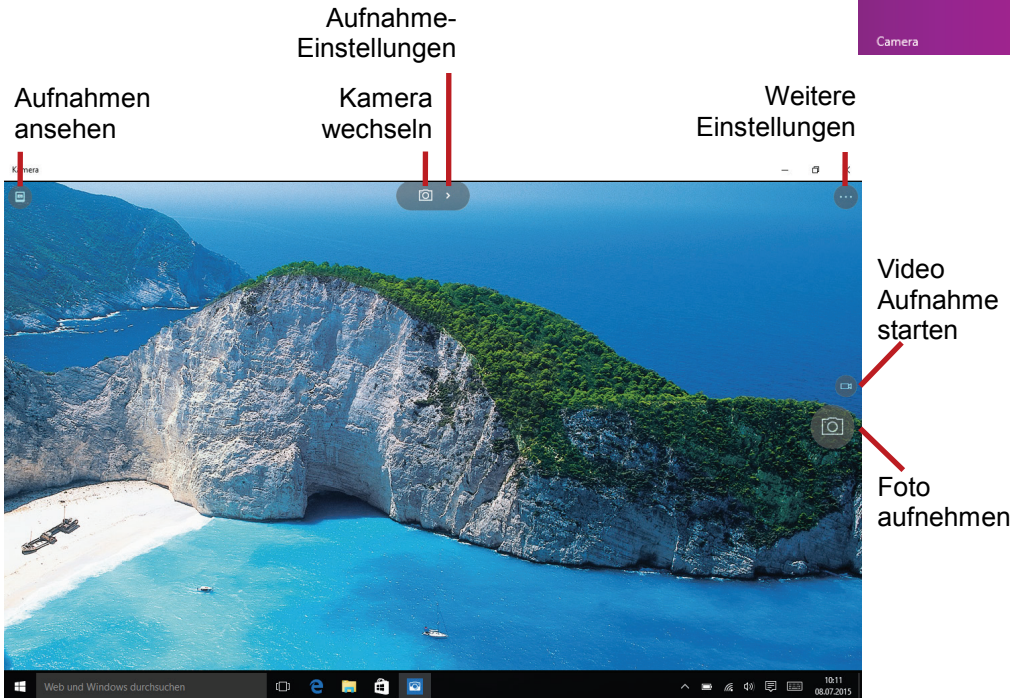 Aufnahme-
Einstellungen
Camera
Aufnahmen
ansehen
Kamera
wechseln
Weitere
Einstellungen
Kamera
Video
Aufnahme
starten
Foto
aufnehmen
Web und Windows durchsuchen
10:11
08.07.2015